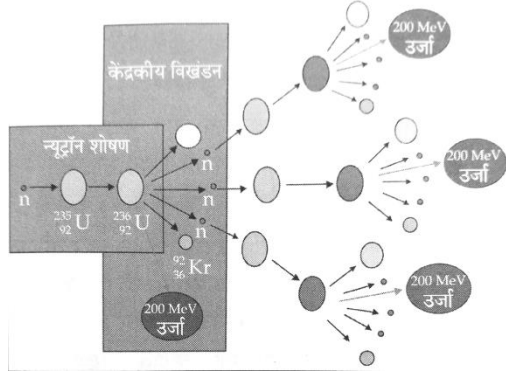 200 MeV
उर्जा
केंद्रकीय विखंडन
न्यूट्रॉन शोषण
n
n
n
n
235
92 U
236
92 U
92
36 Kr
200 MeV
उर्जा
200 MeV
उर्जा
200 MeV
उर्जा